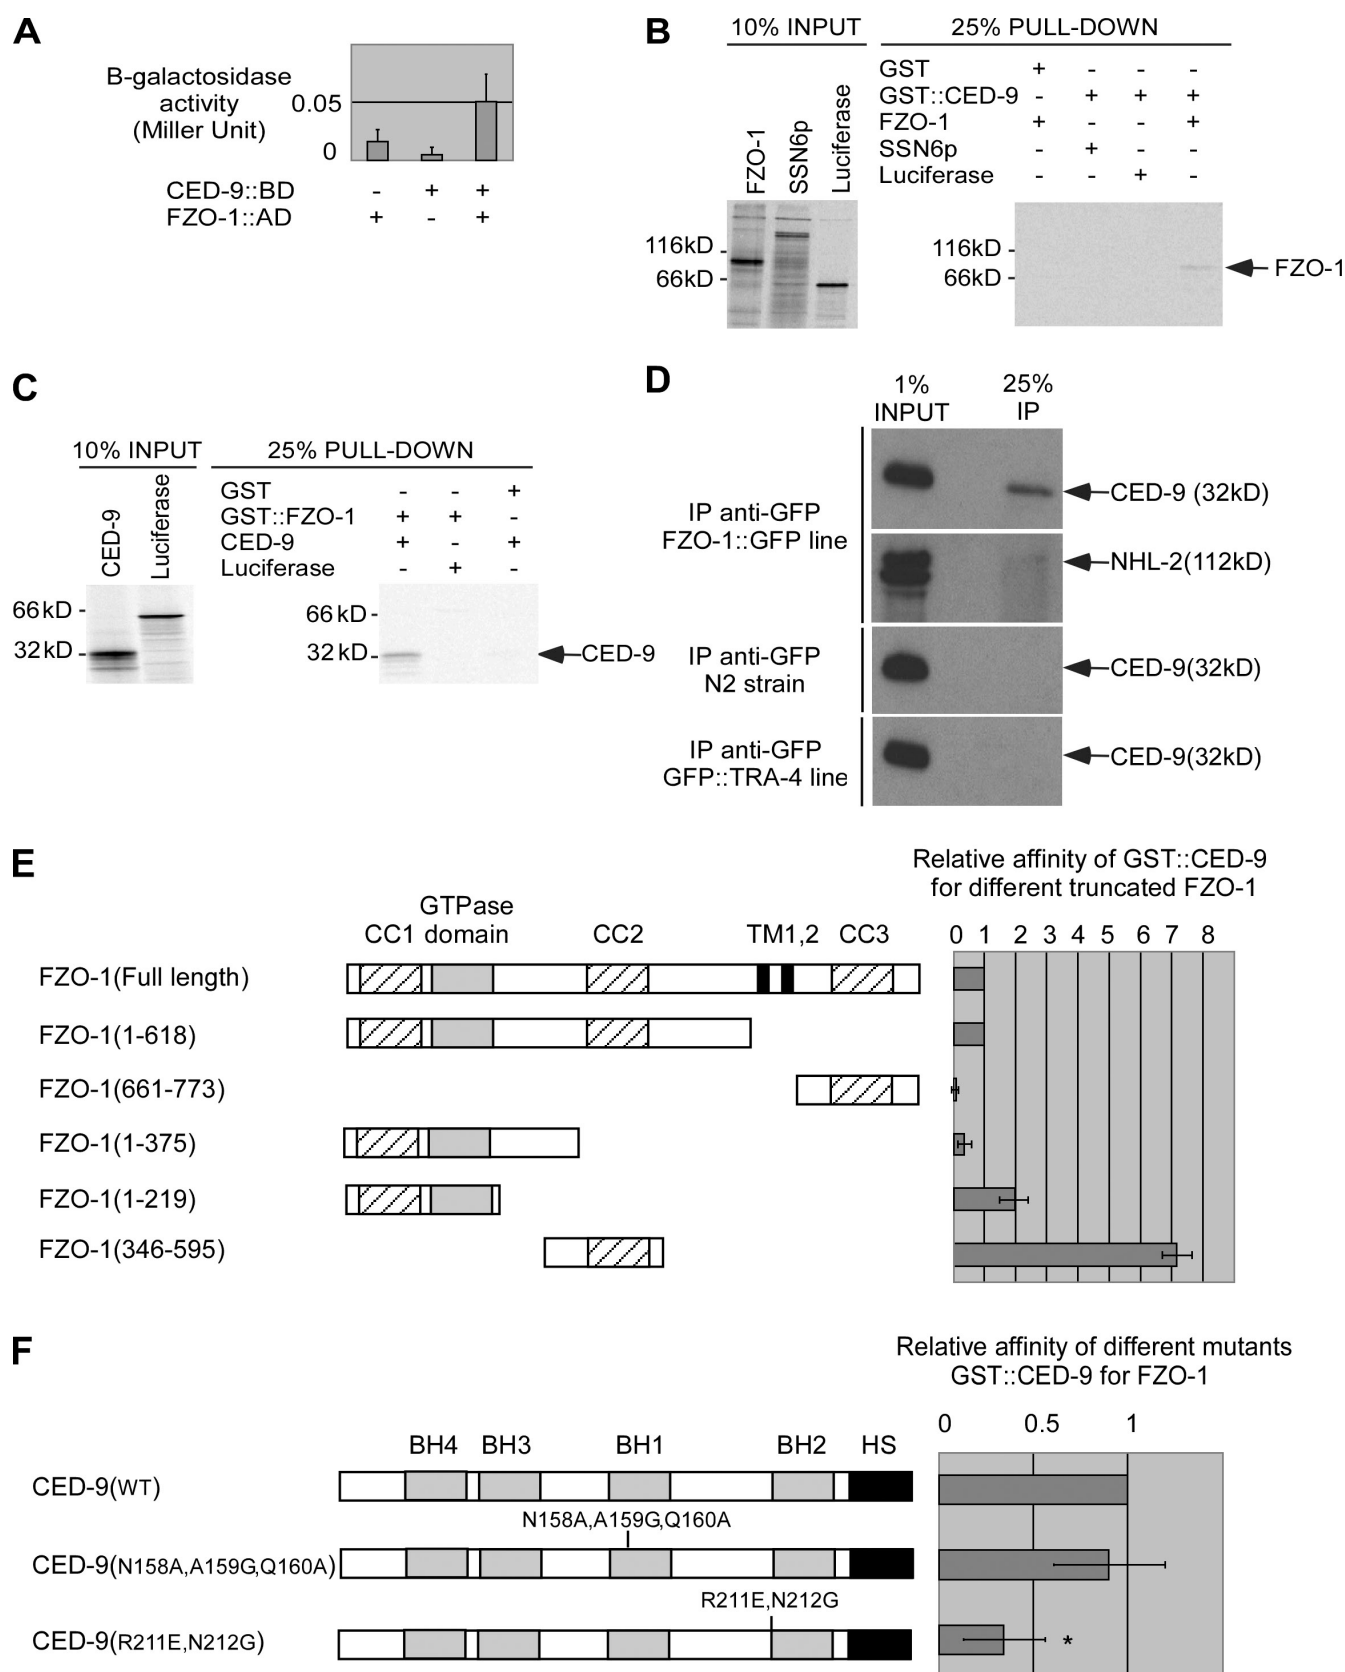 A
B-galactosidase
activity
(Miller Unit)
0.05
0
CED-9::BD - + +
FZO-1::AD + - +
B
10% INPUT 25% PULL-DOWN
FZO-1 SSN6p Luciferase
GST + - - -
GST::CED-9 - + + +
FZO-1 + - - +
SSN6p - + - -
Luciferase - - + -
116kD
66kD
116kD
66kD
FZO-1
C
10% INPUT 25% PULL-DOWN
CED-9 Luciferase
GST - - +
GST::FZO-1 + + -
CED-9 + - +
Luciferase - + -
66kD
32kD
66kD
32kD
CED-9
D
1%
INPUT
25%
IP
IP anti-GFP
FZO-1::GFP line
CED-9 (32kD)
NHL-2(112kD)
IP anti-GFP
N2 strain
CED-9(32kD)
IP anti-GFP
GFP::TRA-4 line
CED-9(32kD)
E
Relative affinity of GST::CED-9
for different truncated FZO-1
CC1 GTPase
domain CC2 TM1,2 CC3
0 1 2 3 4 5 6 7 8
FZO-1(Full length)
FZO-1(1-618)
FZO-1(661-773)
FZO-1(1-375)
FZO-1(1-219)
FZO-1(346-595)
F
Relative affinity of different mutants
GST::CED-9 for FZO-1
0 0.5 1
BH4 BH3 BH1 BH2 HS
CED-9(WT)
N158A,A159G,Q160A
CED-9(N158A,A159G,Q160A)
R211E,N212G
CED-9(R211E,N212G)
*